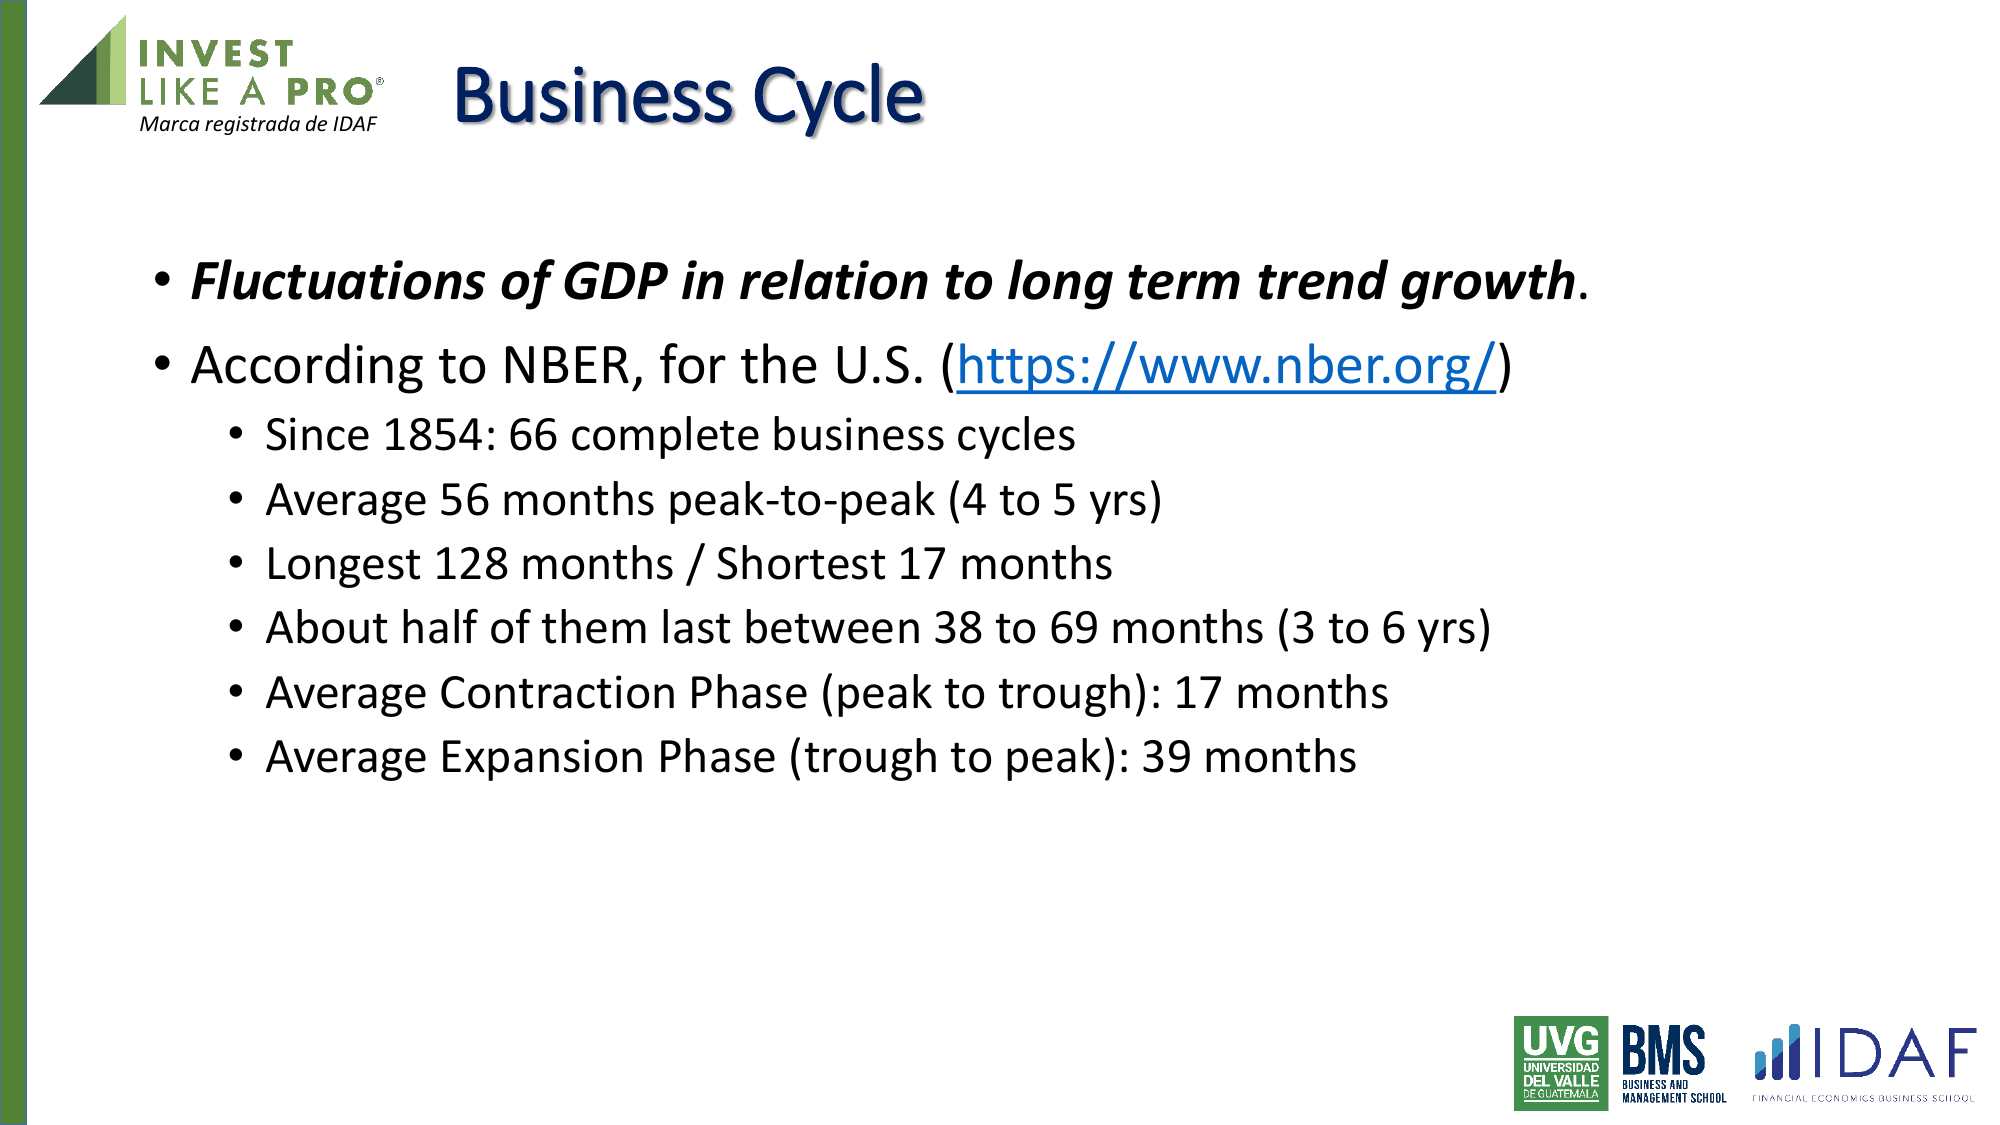 INVEST
LIKE A PRO®
Marca registrada de IDAF
Business Cycle
• Fluctuations of GDP in relation to long term trend growth.
• According to NBER, for the U.S. (https://www.nber.org/)
• Since 1854: 66 complete business cycles
• Average 56 months peak-to-peak (4 to 5 yrs)
• Longest 128 months / Shortest 17 months
• About half of them last between 38 to 69 months (3 to 6 yrs)
• Average Contraction Phase (peak to trough): 17 months
• Average Expansion Phase (trough to peak): 39 months
UVG
UNIVERSIDAD
DEL VALLE
DE GUATEMALA
BMS
BUSINESS AND
MANAGEMENT SCHOOL
IDAF
FINANCIAL ECONOMICS BUSINESS SCHOOL